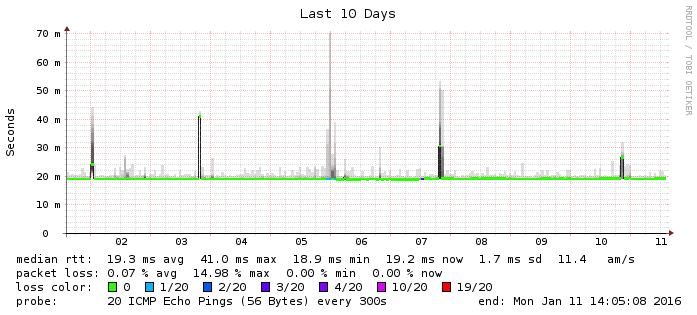 Last 10 Days
RRDTOOL / TOBI OETIKER
Seconds
70 m
60 m
50 m
40 m
30 m
20 m
10 m
0
02 03 04 05 06 07 08 09 10 11
median rtt: 19.3 ms avg 41.0 ms max 18.9 ms min 19.2 ms now 1.7 ms sd 11.4 am/s
packet loss: 0.07 % avg 14.98 % max 0.00 % min 0.00 % now
loss color: 0 1/20 2/20 3/20 4/20 10/20 19/20
probe: 20 ICMP Echo Pings (56 Bytes) every 300s end: Mon Jan 11 14:05:08 2016